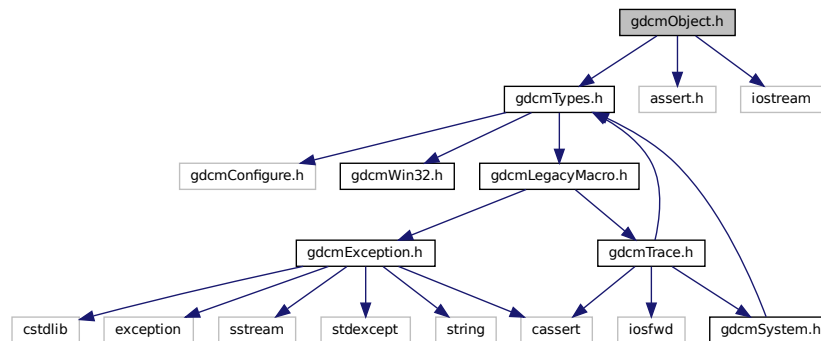 gdcmObject.h
gdcmTypes.h
assert.h
iostream
gdcmConfigure.h
gdcmWin32.h
gdcmLegacyMacro.h
gdcmException.h
gdcmTrace.h
cstdlib
exception
sstream
stdexcept
string
cassert
iosfwd
gdcmSystem.h